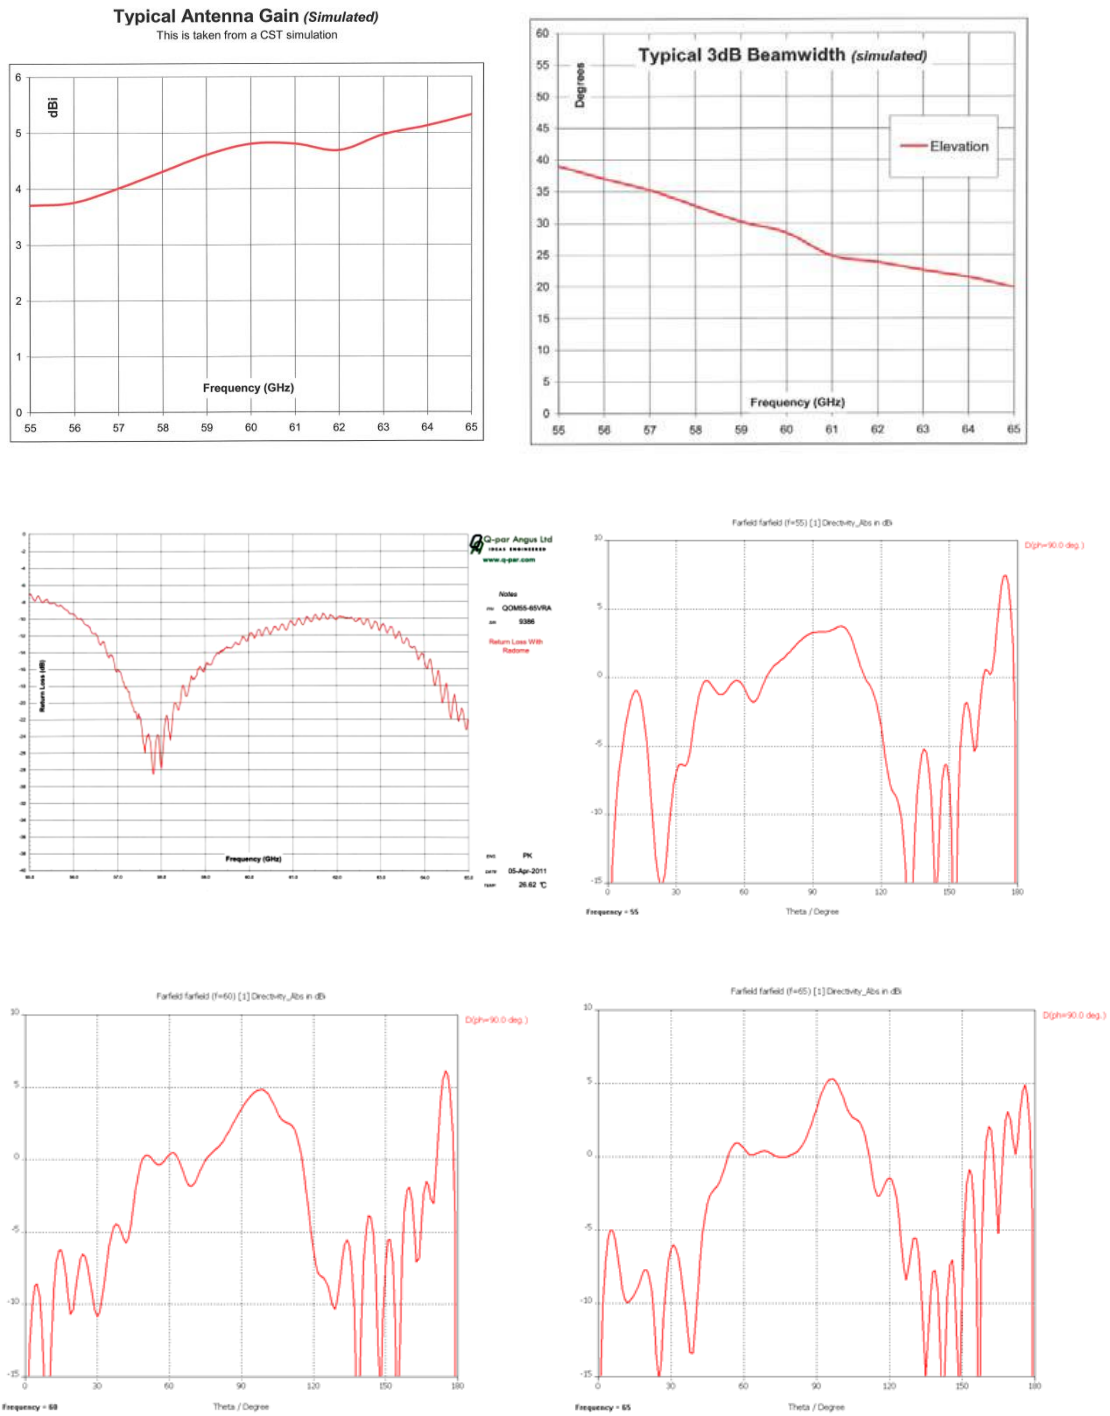 Typical Antenna Gain (Simulated)
This is taken from a CST simulation
dBi
6
5
4
3
2
1
0
Frequency (GHz)
55 56 57 58 59 60 61 62 63 64 65
Typical 3dB Beamwidth (simulated)
Degrees
60
55
50
45
40
35
30
25
20
15
10
5
0
Elevation
Frequency (GHz)
55 56 57 58 59 60 61 62 63 64 65
Q-par Angus Ltd
IDEAS ENGINEERED
www.q-par.com
Notes
QOM55-65VRA
9386
Return Loss With
Radome
Return Loss (dB)
Frequency (GHz)
PK
05-Apr-2011
26.62 °C
Farfield farfield (f=55) [1] Directivity_Abs in dBi
D(ph=90.0 deg.)
10
5
0
-5
-10
-15
0 30 60 90 120 150 180
Frequency = 55
Theta / Degree
Farfield farfield (f=60) [1] Directivity_Abs in dBi
D(ph=90.0 deg.)
10
5
0
-5
-10
-15
0 30 60 90 120 150 180
Frequency = 60
Theta / Degree
Farfield farfield (f=65) [1] Directivity_Abs in dBi
D(ph=90.0 deg.)
10
5
0
-5
-10
-15
0 30 60 90 120 150 180
Frequency = 65
Theta / Degree